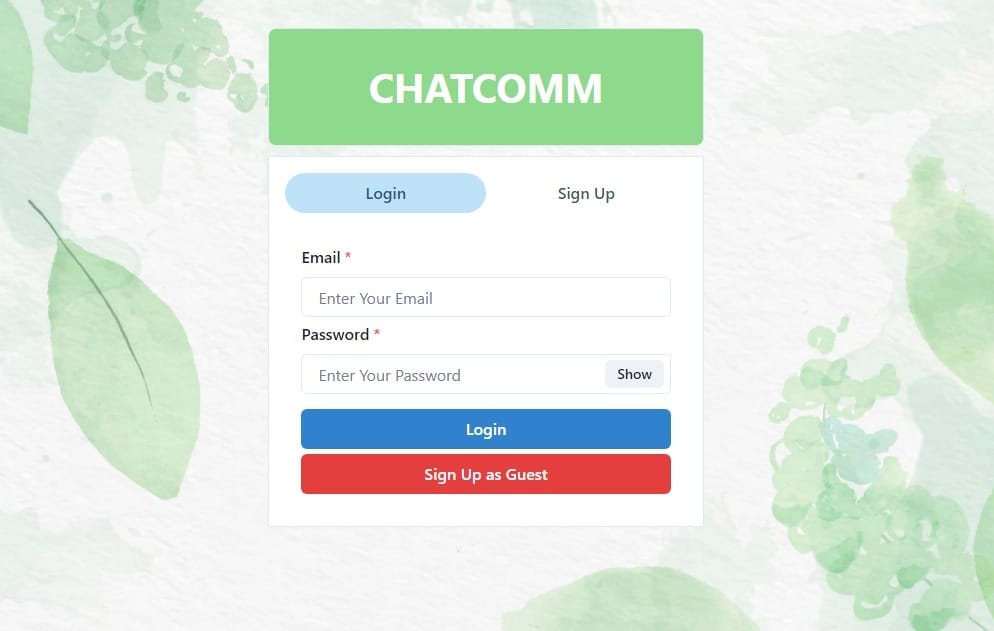 CHATCOMM
Login Sign Up
Email *
Enter Your Email
Password *
Enter Your Password Show
Login
Sign Up as Guest